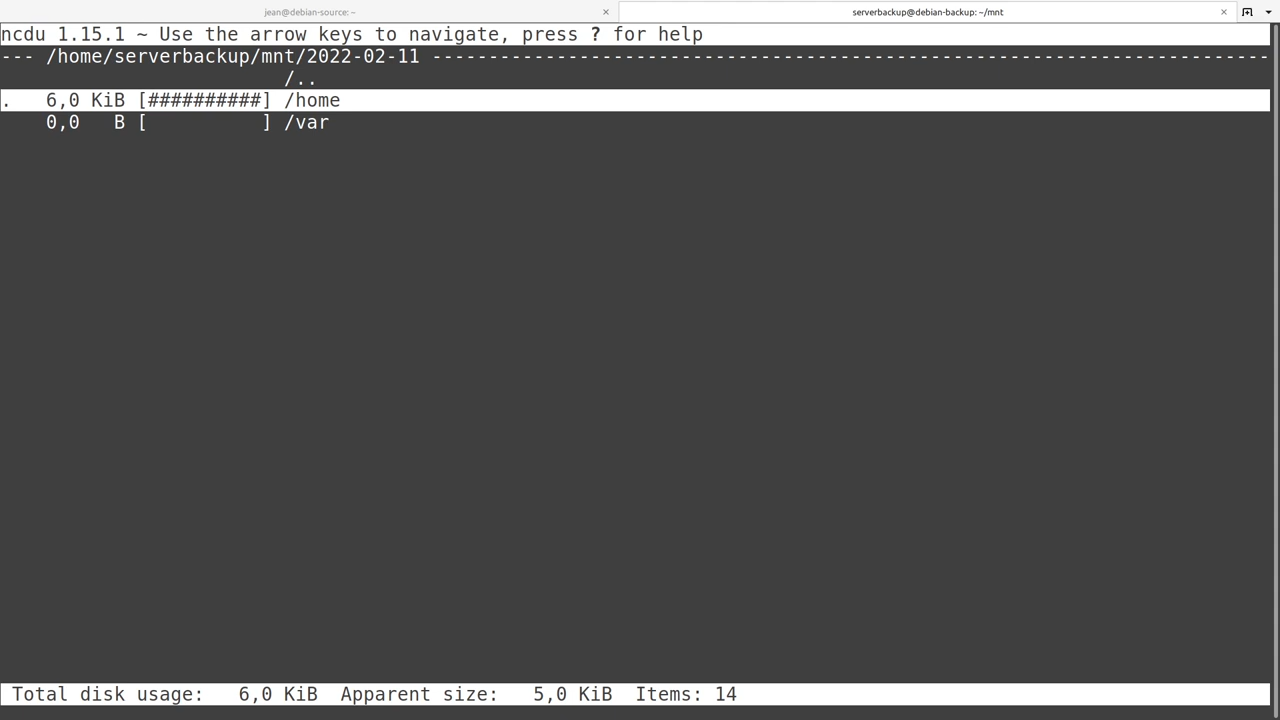 jean@debian-source: ~ × serverbackup@debian-backup: ~/mnt ×
ncdu 1.15.1 ~ Use the arrow keys to navigate, press ? for help
--- /home/serverbackup/mnt/2022-02-11 --------------------------------------------------------------------------
/..
. 6,0 KiB [##########] /home
0,0 B [ ] /var
Total disk usage: 6,0 KiB Apparent size: 5,0 KiB Items: 14